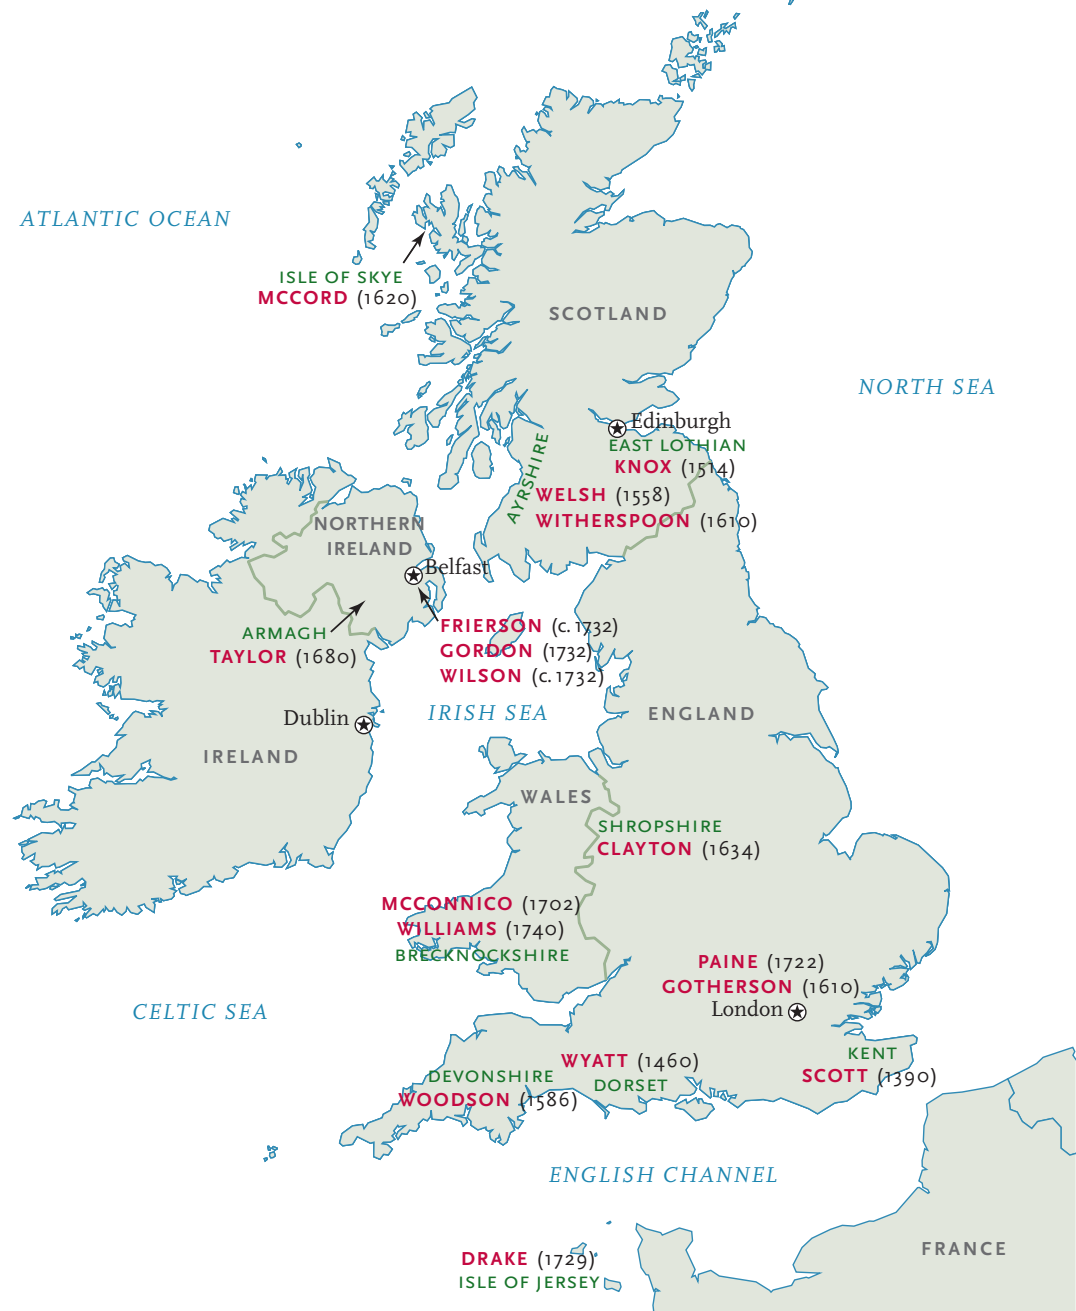 ATLANTIC OCEAN
ISLE OF SKYE
MCCORD (1620)
SCOTLAND
NORTH SEA
Edinburgh
EAST LOTHIAN
KNOX (1514)
AYRSHIRE
WELSH (1558)
WITHERSPOON (1610)
NORTHERN
IRELAND
Belfast
ARMAGH
TAYLOR (1680)
FRIERSON (c. 1732)
GORDON (1732)
WILSON (c. 1732)
Dublin
IRISH SEA
ENGLAND
IRELAND
WALES
SHROPSHIRE
CLAYTON (1634)
MCCONNICO (1702)
WILLIAMS (1740)
BRECKNOCKSHIRE
PAINE (1722)
GOTHERSON (1610)
London
CELTIC SEA
WYATT (1460)
DORSET
KENT
SCOTT (1390)
DEVONSHIRE
WOODSON (1586)
ENGLISH CHANNEL
FRANCE
DRAKE (1729)
ISLE OF JERSEY